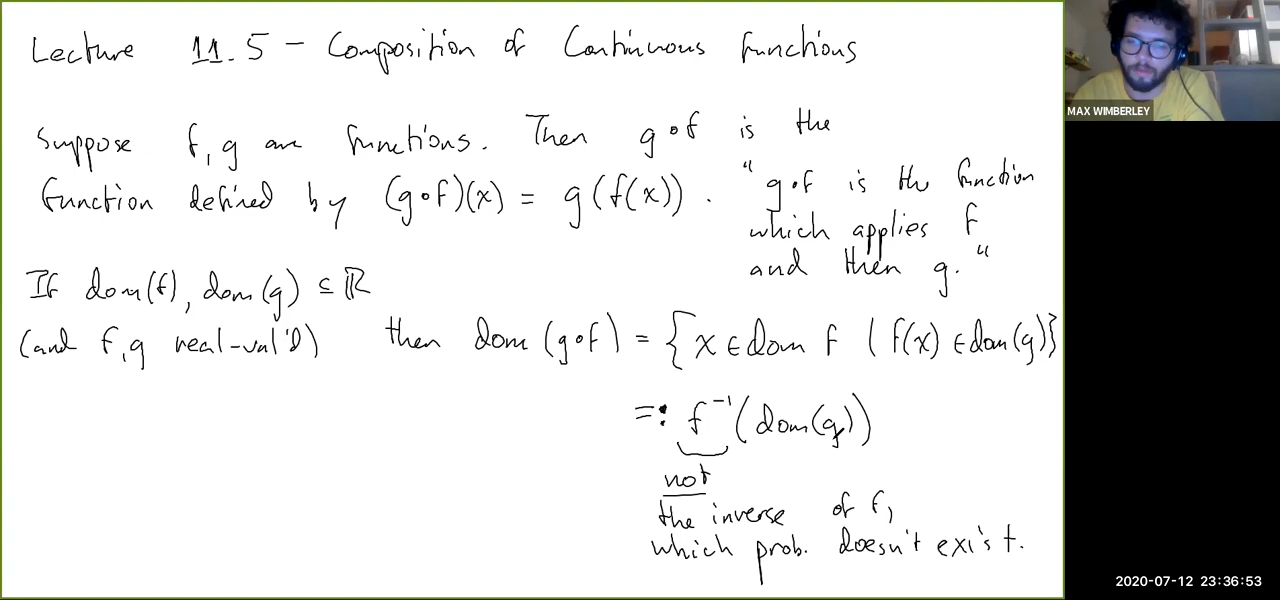 Lecture 11.5 - Composition of Continuous Functions
Suppose f, g are functions. Then g∘f is the
function defined by (g∘f)(x) = g(f(x)).
"g∘f is the function
which applies f
and then g."
If dom(f), dom(g) ⊆ ℝ
(and f, g real-val'd) then dom (g∘f) = {x ∈ dom f | f(x) ∈ dom(g)}
=: f⁻¹(dom(g))
not
the inverse of f,
which prob. doesn't exist.
MAX WIMBERLEY
2020-07-12 23:36:53